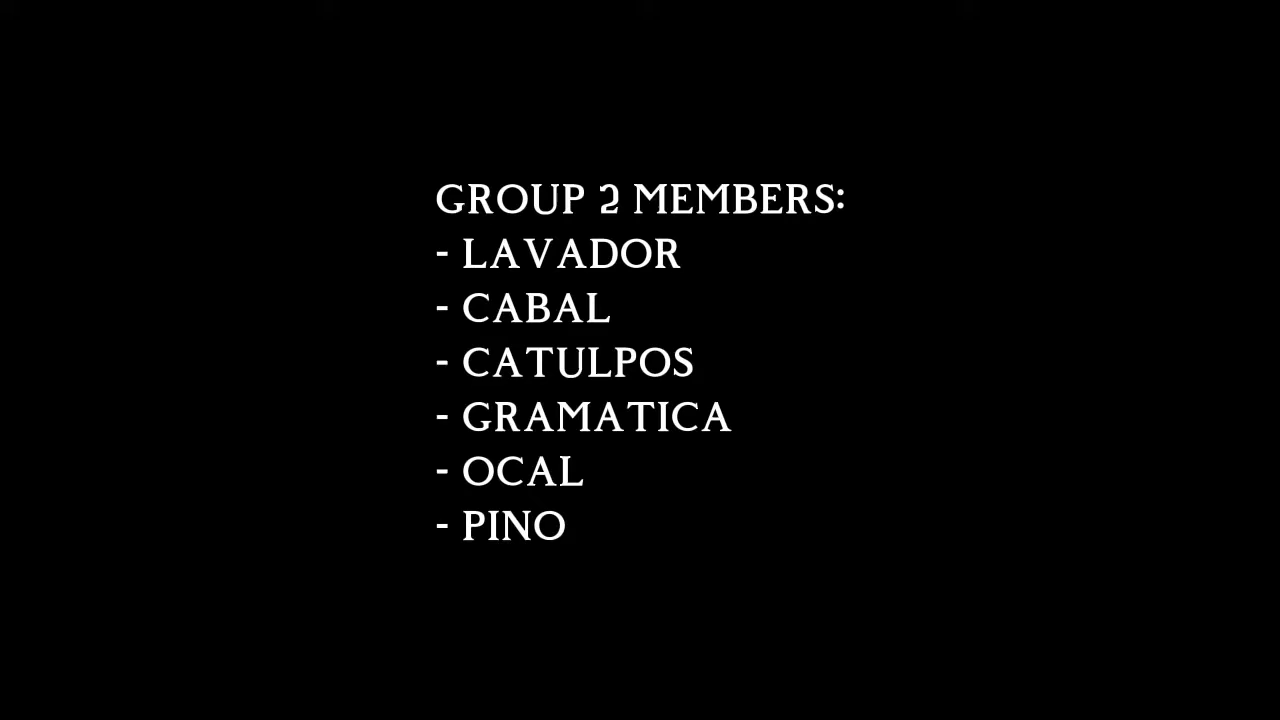 GROUP 2 MEMBERS:
- LAVADOR
- CABAL
- CATULPOS
- GRAMATICA
- OCAL
- PINO